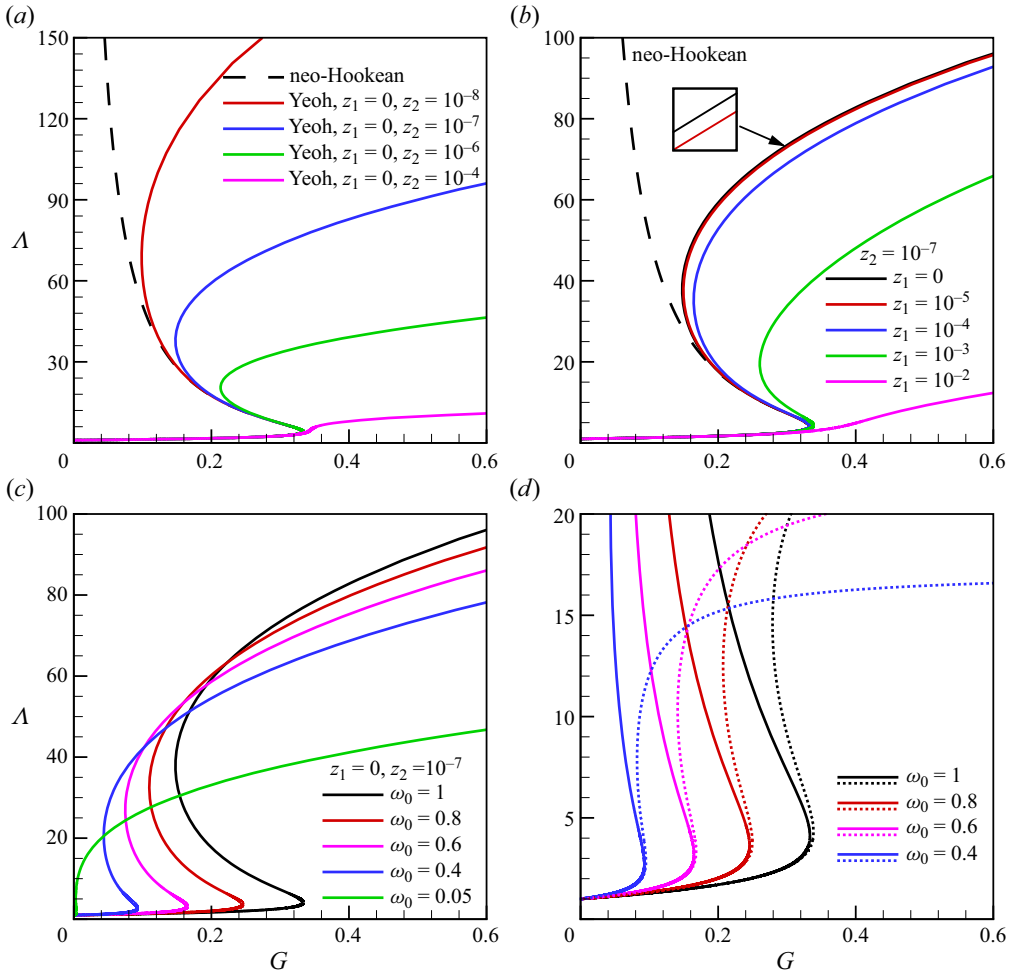 (a)
150
120
90
60
30
0
0.2
0.4
0.6
Λ
neo-Hookean
Yeoh, z₁ = 0, z₂ = 10⁻⁸
Yeoh, z₁ = 0, z₂ = 10⁻⁷
Yeoh, z₁ = 0, z₂ = 10⁻⁶
Yeoh, z₁ = 0, z₂ = 10⁻⁴
(b)
100
80
60
40
20
0
0.2
0.4
0.6
neo-Hookean
z₂ = 10⁻⁷
z₁ = 0
z₁ = 10⁻⁵
z₁ = 10⁻⁴
z₁ = 10⁻³
z₁ = 10⁻²
(c)
100
80
60
40
20
0
0
0.2
0.4
0.6
Λ
G
z₁ = 0, z₂ =10⁻⁷
ω₀ = 1
ω₀ = 0.8
ω₀ = 0.6
ω₀ = 0.4
ω₀ = 0.05
(d)
20
15
10
5
0
0.2
0.4
0.6
G
ω₀ = 1
ω₀ = 0.8
ω₀ = 0.6
ω₀ = 0.4